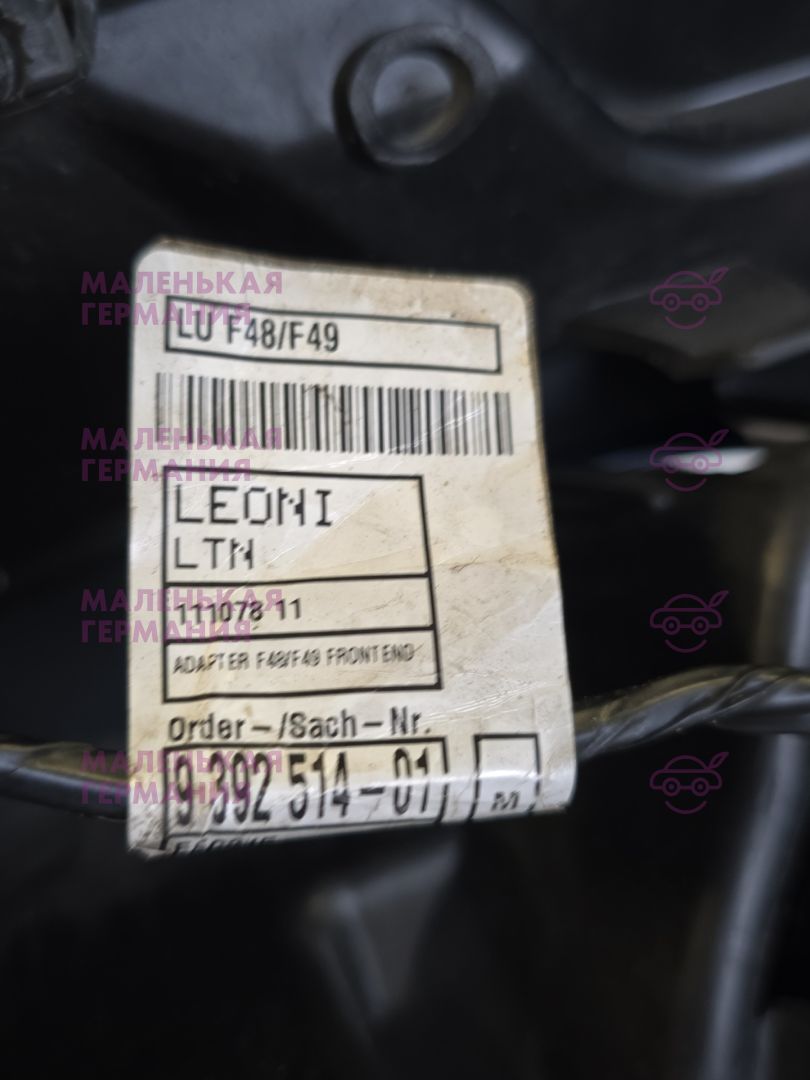 LU F48/F49
LEONI
LTN
111078 11
ADAPTER F48/F49 FRONTEND
Order-/Sach-Nr.
9 392 514-01
M
МАЛЕНЬКАЯ
ГЕРМАНИЯ
МАЛЕНЬКАЯ
ГЕРМАНИЯ
МАЛЕНЬКАЯ
ГЕРМАНИЯ
МАЛЕНЬКАЯ
ГЕРМАНИЯ